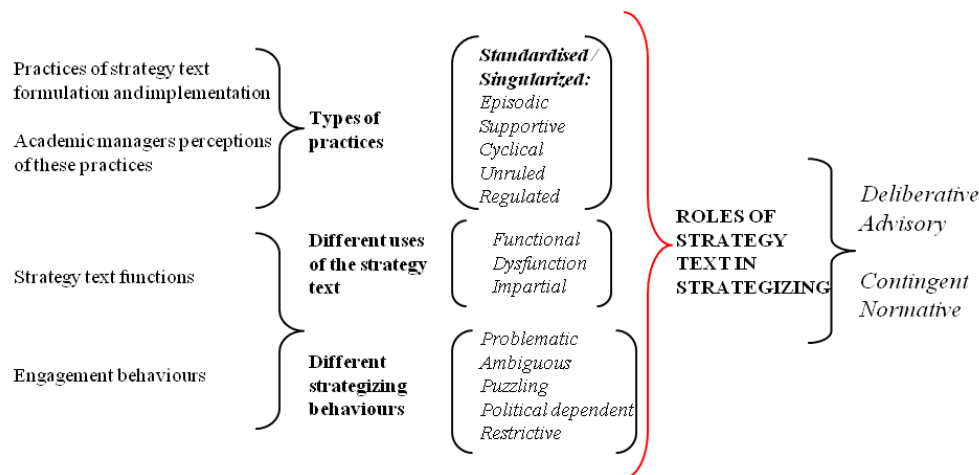 Practices of strategy text
formulation and implementation
Academic managers perceptions
of these practices
Strategy text functions
Engagement behaviours
Types of
practices
Different uses
of the strategy
text
Different
strategizing
behaviours
Standardised /
Singularized:
Episodic
Supportive
Cyclical
Unruled
Regulated
Functional
Dysfunction
Impartial
Problematic
Ambiguous
Puzzling
Political dependent
Restrictive
ROLES OF
STRATEGY
TEXT IN
STRATEGIZING
Deliberative
Advisory
Contingent
Normative